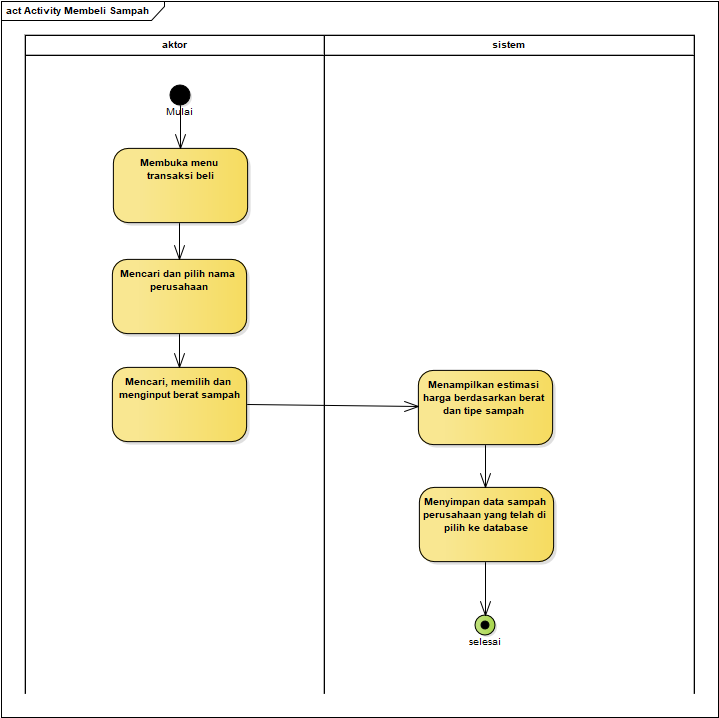 act Activity Membeli Sampah
aktor
sistem
Mulai
Membuka menu
transaksi beli
Mencari dan pilih nama
perusahaan
Mencari, memilih dan
menginput berat sampah
Menampilkan estimasi
harga berdasarkan berat
dan tipe sampah
Menyimpan data sampah
perusahaan yang telah di
pilih ke database
selesai